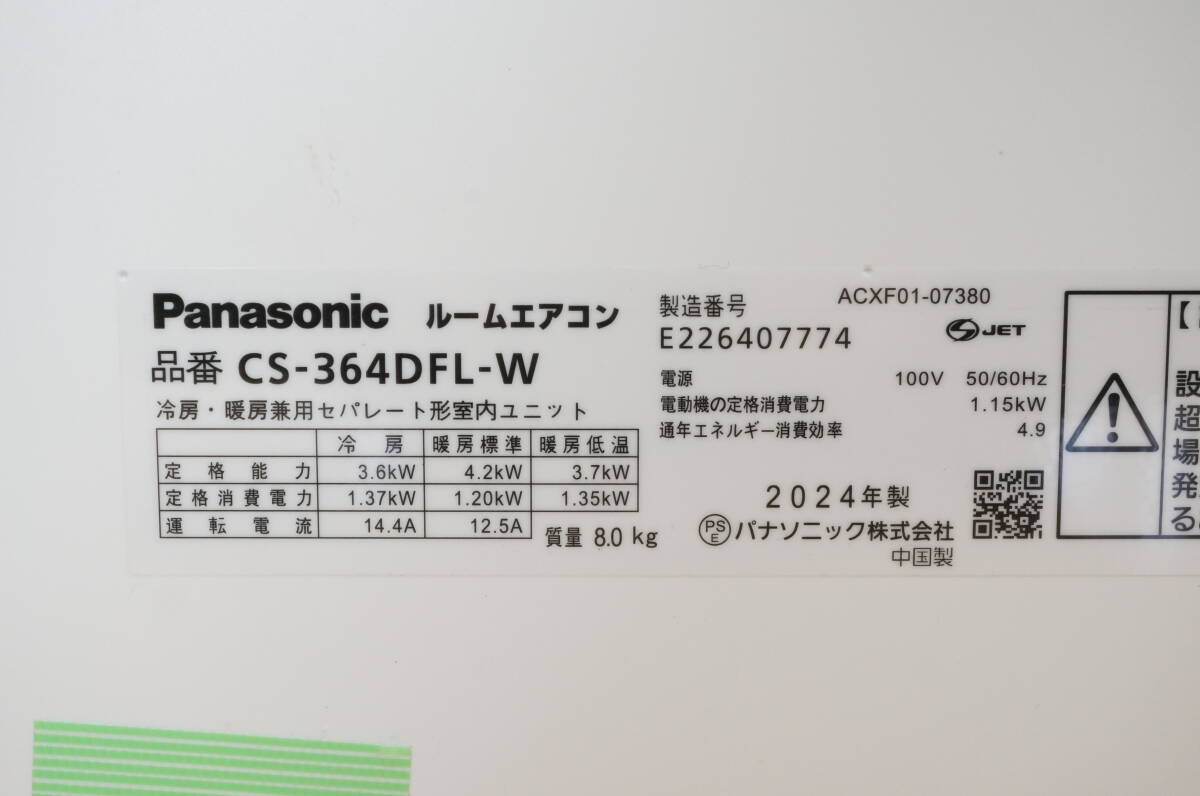 Panasonic ルームエアコン
品番 CS-364DFL-W
冷房・暖房兼用セパレート形室内ユニット
冷房 暖房標準 暖房低温
定格能力 3.6kW 4.2kW 3.7kW
定格消費電力 1.37kW 1.20kW 1.35kW
運転電流 14.4A 12.5A
質量 8.0 kg
製造番号 ACXF01-07380
E226407774 JET
電源 100V 50/60Hz
電動機の定格消費電力 1.15kW
通年エネルギー消費効率 4.9
2024年製
PSE パナソニック株式会社
中国製
【
設
超
場
発
る